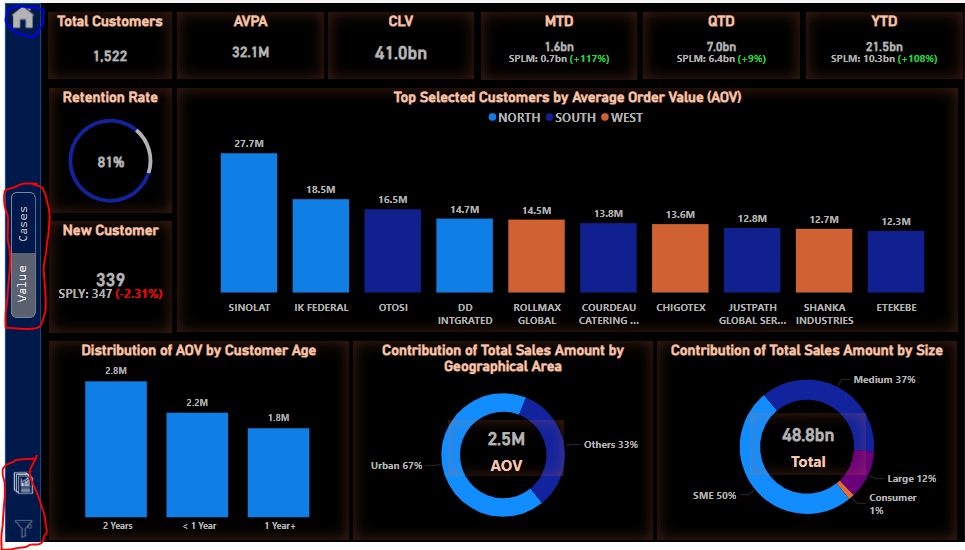 Total Customers
1,522
AVPA
32.1M
CLV
41.0bn
MTD
1.6bn
SPLM: 0.7bn (+117%)
QTD
7.0bn
SPLM: 6.4bn (+9%)
YTD
21.5bn
SPLM: 10.3bn (+108%)
Retention Rate
81%
Top Selected Customers by Average Order Value (AOV)
NORTH SOUTH WEST
27.7M
18.5M
16.5M
14.7M
14.5M
13.8M
13.6M
12.8M
12.7M
12.3M
SINOLAT
IK FEDERAL
OTOSI
DD
INTGRATED
ROLLMAX
GLOBAL
COURDEAU
CATERING ...
CHIGOTEX
JUSTPATH
GLOBAL SER...
SHANKA
INDUSTRIES
ETEKEBE
Cases
Value
New Customer
339
SPLY: 347 (-2.31%)
Distribution of AOV by Customer Age
2.8M
2.2M
1.8M
2 Years
< 1 Year
1 Year+
Contribution of Total Sales Amount by
Geographical Area
2.5M
AOV
Others 33%
Urban 67%
Contribution of Total Sales Amount by Size
Medium 37%
48.8bn
Total
Large 12%
SME 50%
Consumer
1%